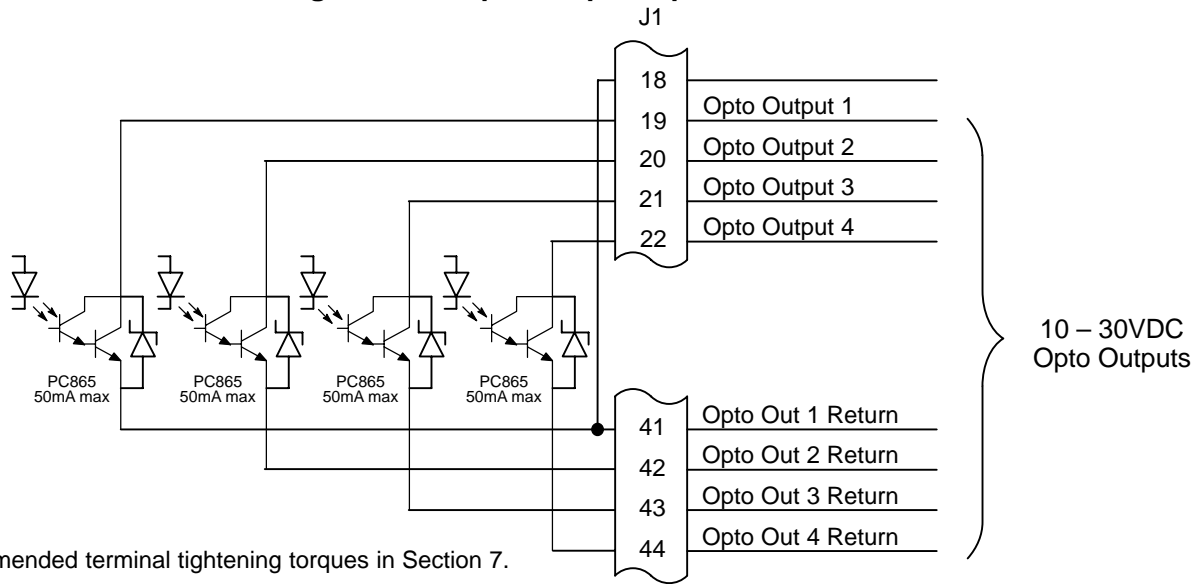 J1
18
Opto Output 1
19
Opto Output 2
20
Opto Output 3
21
Opto Output 4
22
10 – 30VDC
Opto Outputs
PC865
50mA max
PC865
50mA max
PC865
50mA max
PC865
50mA max
Opto Out 1 Return
41
Opto Out 2 Return
42
Opto Out 3 Return
43
Opto Out 4 Return
44
terminal tightening torques in Section 7.